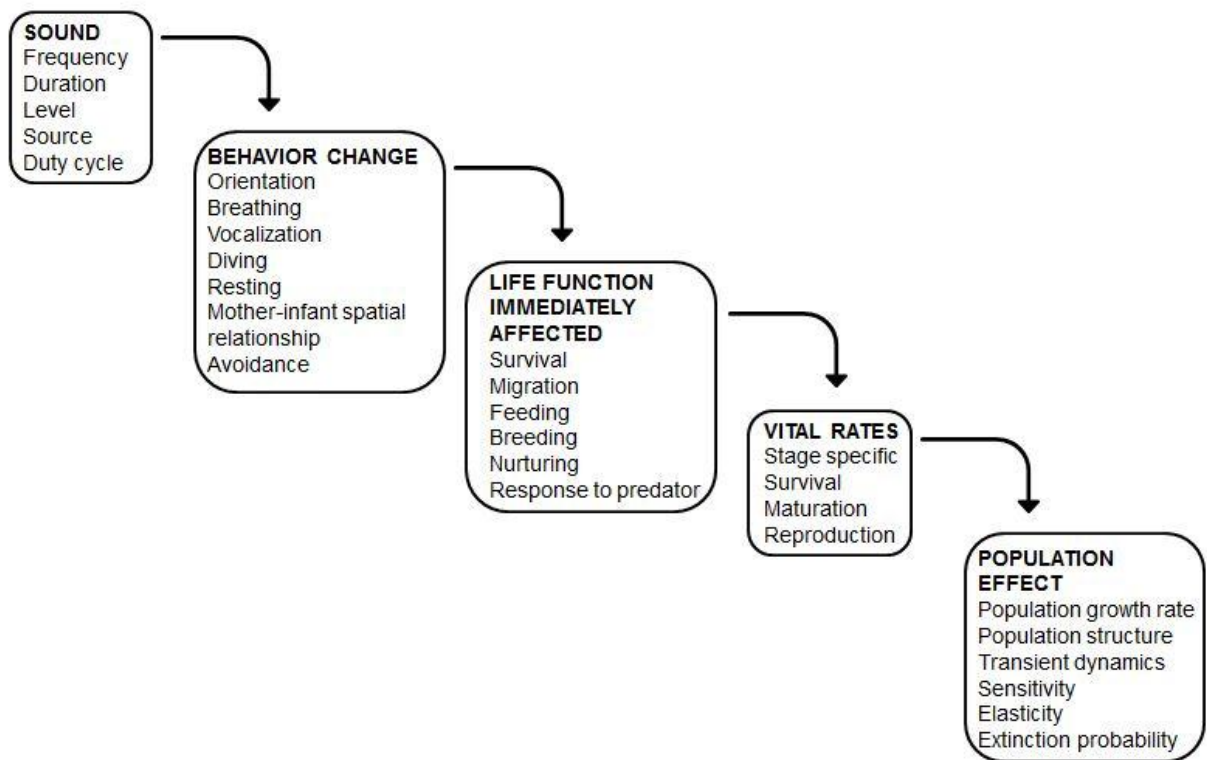 SOUND
Frequency
Duration
Level
Source
Duty cycle
BEHAVIOR CHANGE
Orientation
Breathing
Vocalization
Diving
Resting
Mother-infant spatial
relationship
Avoidance
LIFE FUNCTION
IMMEDIATELY
AFFECTED
Survival
Migration
Feeding
Breeding
Nurturing
Response to predator
VITAL RATES
Stage specific
Survival
Maturation
Reproduction
POPULATION
EFFECT
Population growth rate
Population structure
Transient dynamics
Sensitivity
Elasticity
Extinction probability